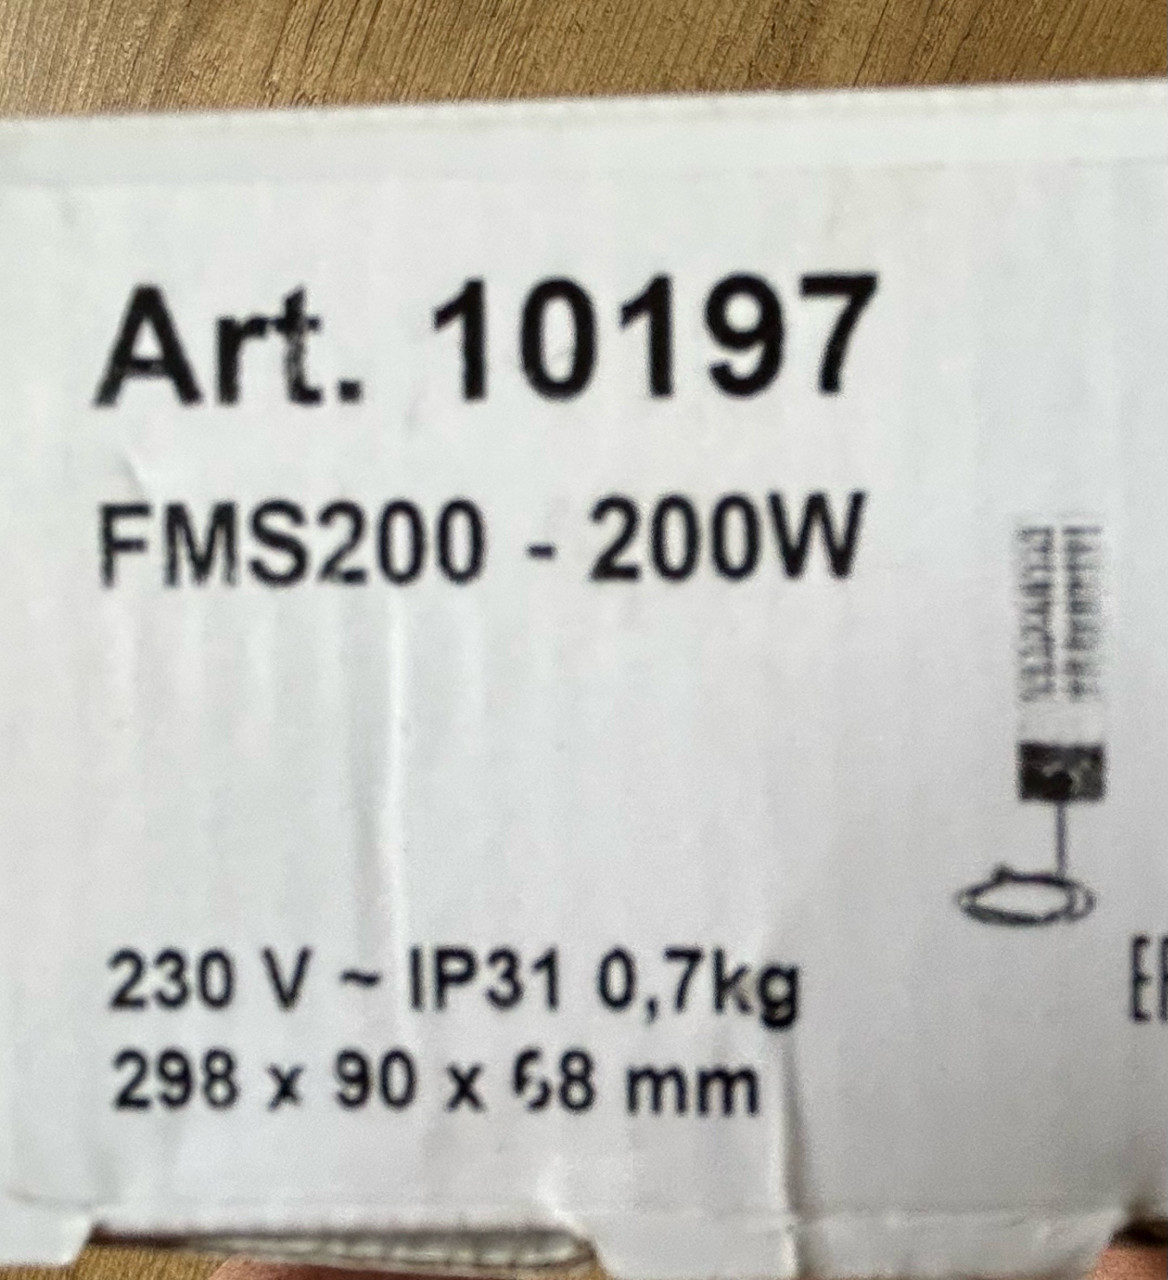 Art. 10197
FMS200 - 200W
230 V ~ IP31 0,7kg
298 x 90 x 68 mm